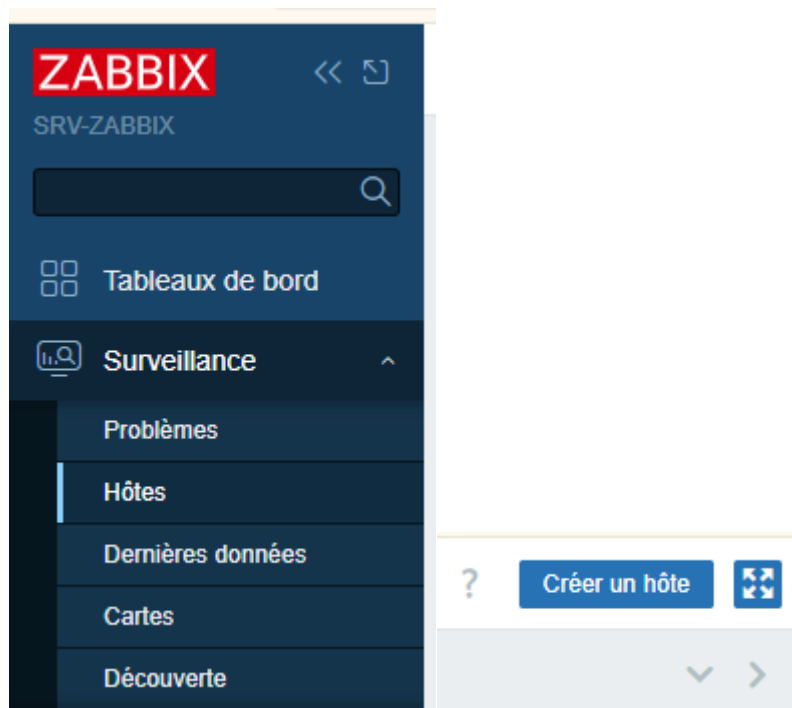 ZABBIX
SRV-ZABBIX
Tableaux de bord
Surveillance
Problèmes
Hôtes
Dernières données
Cartes
Découverte
? Créer un hôte